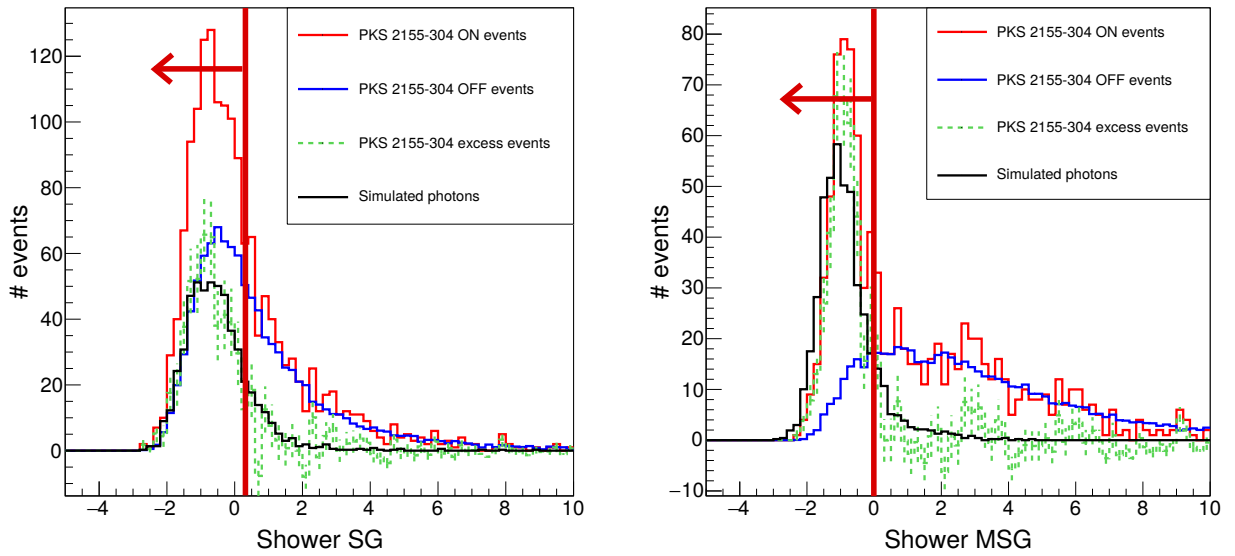 # events
120
100
80
60
40
20
0
−4 −2 0 2 4 6 8 10
Shower SG
PKS 2155-304 ON events
PKS 2155-304 OFF events
PKS 2155-304 excess events
Simulated photons
# events
80
70
60
50
40
30
20
10
0
−10
−4 −2 0 2 4 6 8 10
Shower MSG
PKS 2155-304 ON events
PKS 2155-304 OFF events
PKS 2155-304 excess events
Simulated photons